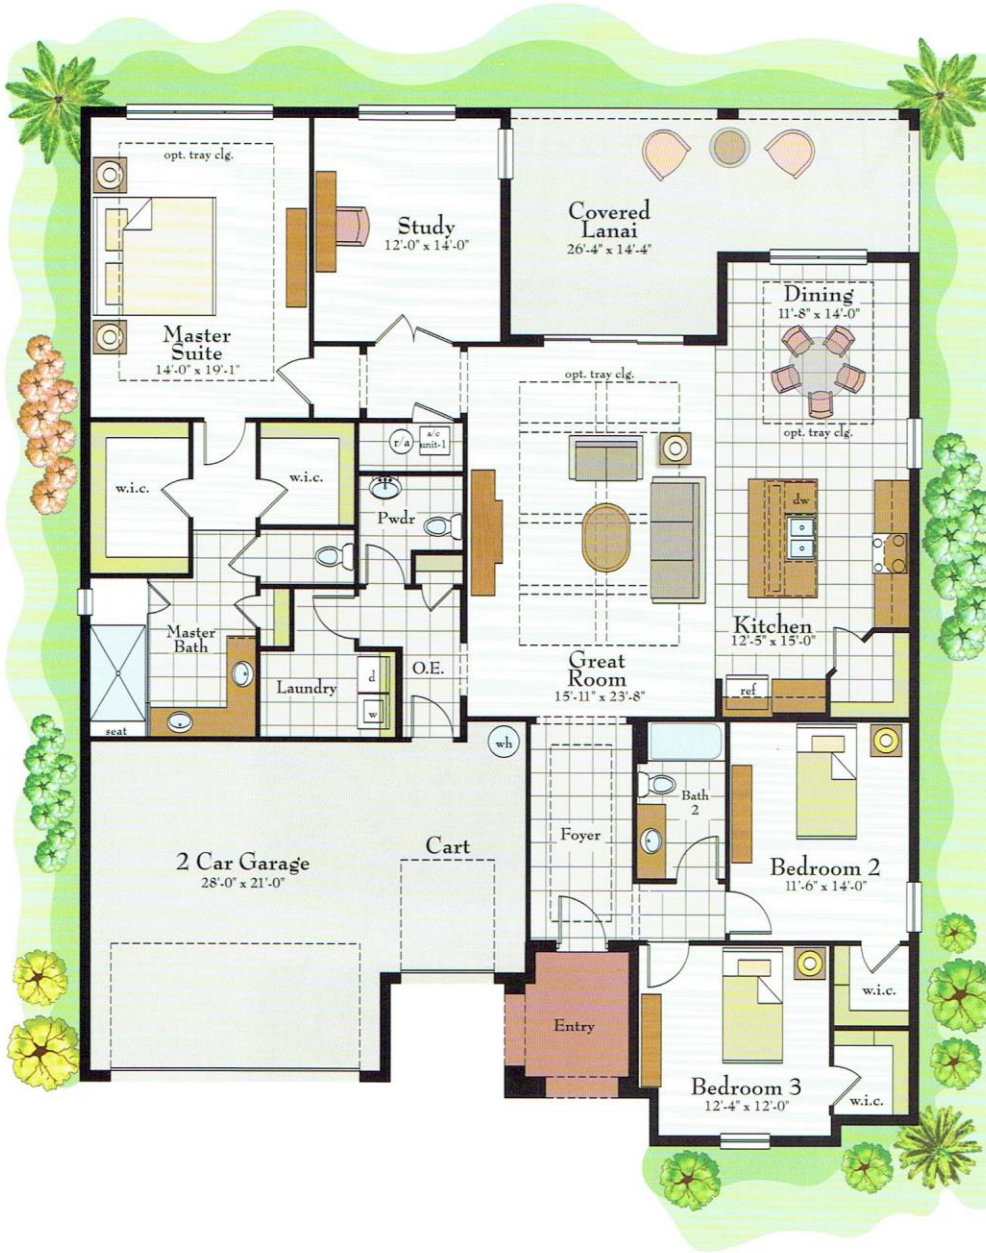 opt. tray clg.
Master
Suite
14'-0" x 19'-1"
Study
12'-0" x 14'-0"
Covered
Lanai
26'-4" x 14'-4"
Dining
11'-8" x 14'-0"
opt. tray clg.
opt. tray clg.
r/a
a/c
unit-1
w.i.c.
w.i.c.
Pwdr
dw
Master
Bath
seat
Laundry
d
w
O.E.
Great
Room
15'-11" x 23'-8"
Kitchen
12'-5" x 15'-0"
ref
wh
2 Car Garage
28'-0" x 21'-0"
Cart
Foyer
Bath
2
Bedroom 2
11'-6" x 14'-0"
w.i.c.
Entry
Bedroom 3
12'-4" x 12'-0"
w.i.c.